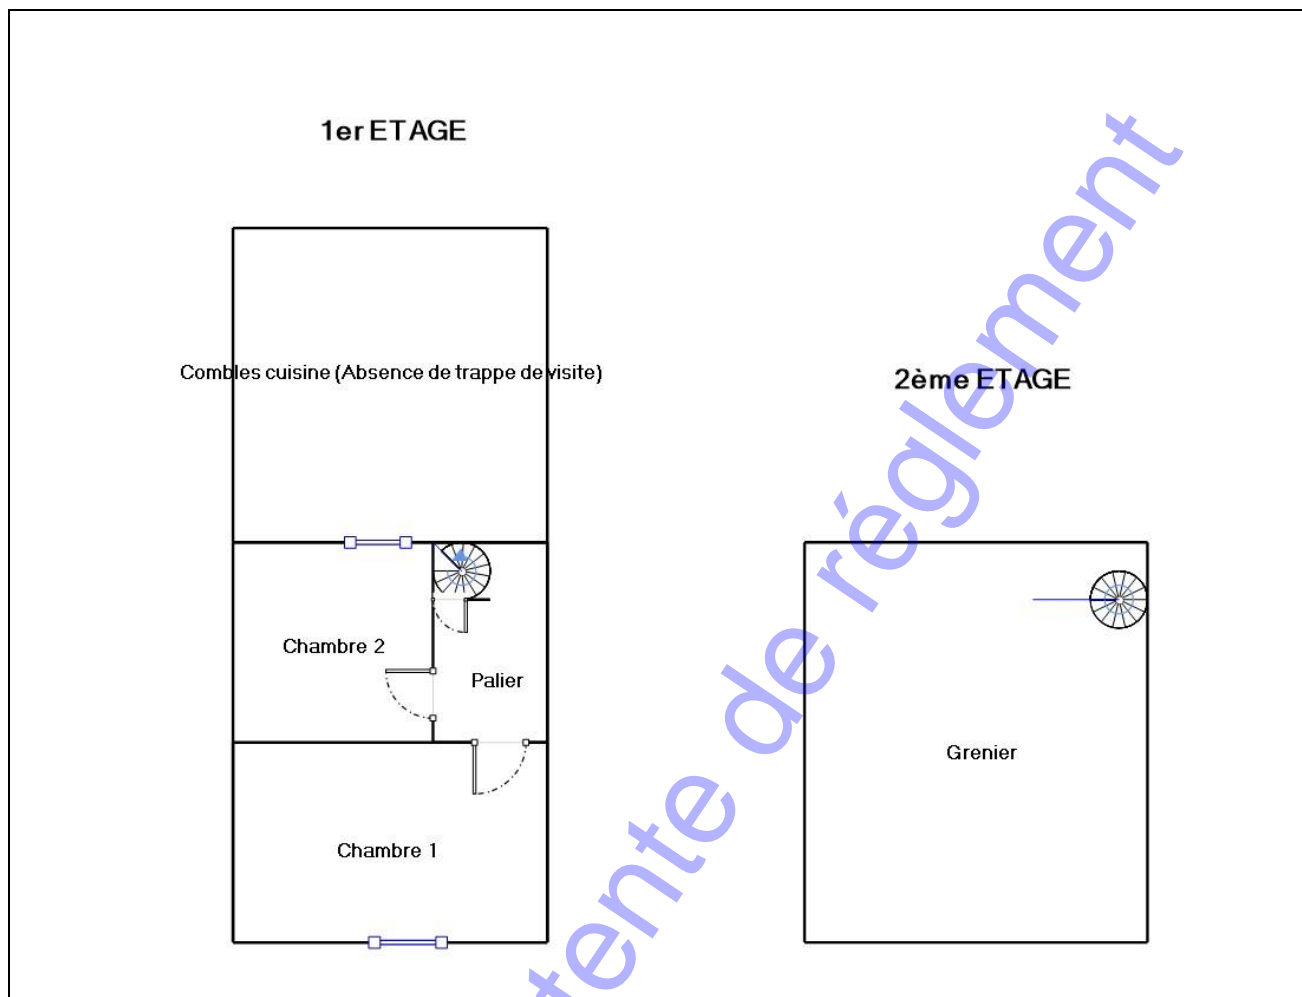 1er ETAGE
Combles cuisine (Absence de trappe de visite)
2ème ETAGE
Chambre 2
Palier
Grenier
Chambre 1
tente de réglement